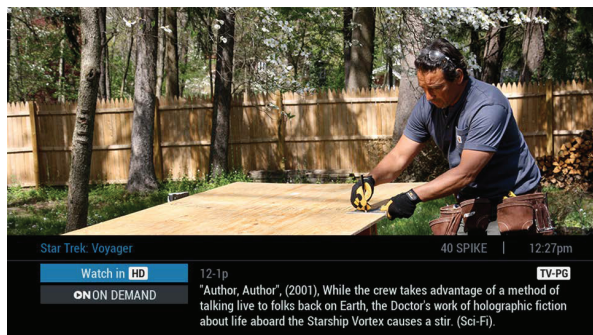 Star Trek: Voyager 40 SPIKE | 12:27pm
Watch in HD 12-1p TV-PG
ON ON DEMAND "Author, Author", (2001), While the crew takes advantage of a method of
talking live to folks back on Earth, the Doctor's work of holographic fiction
about life aboard the Starship Vortex causes a stir. (Sci-Fi).